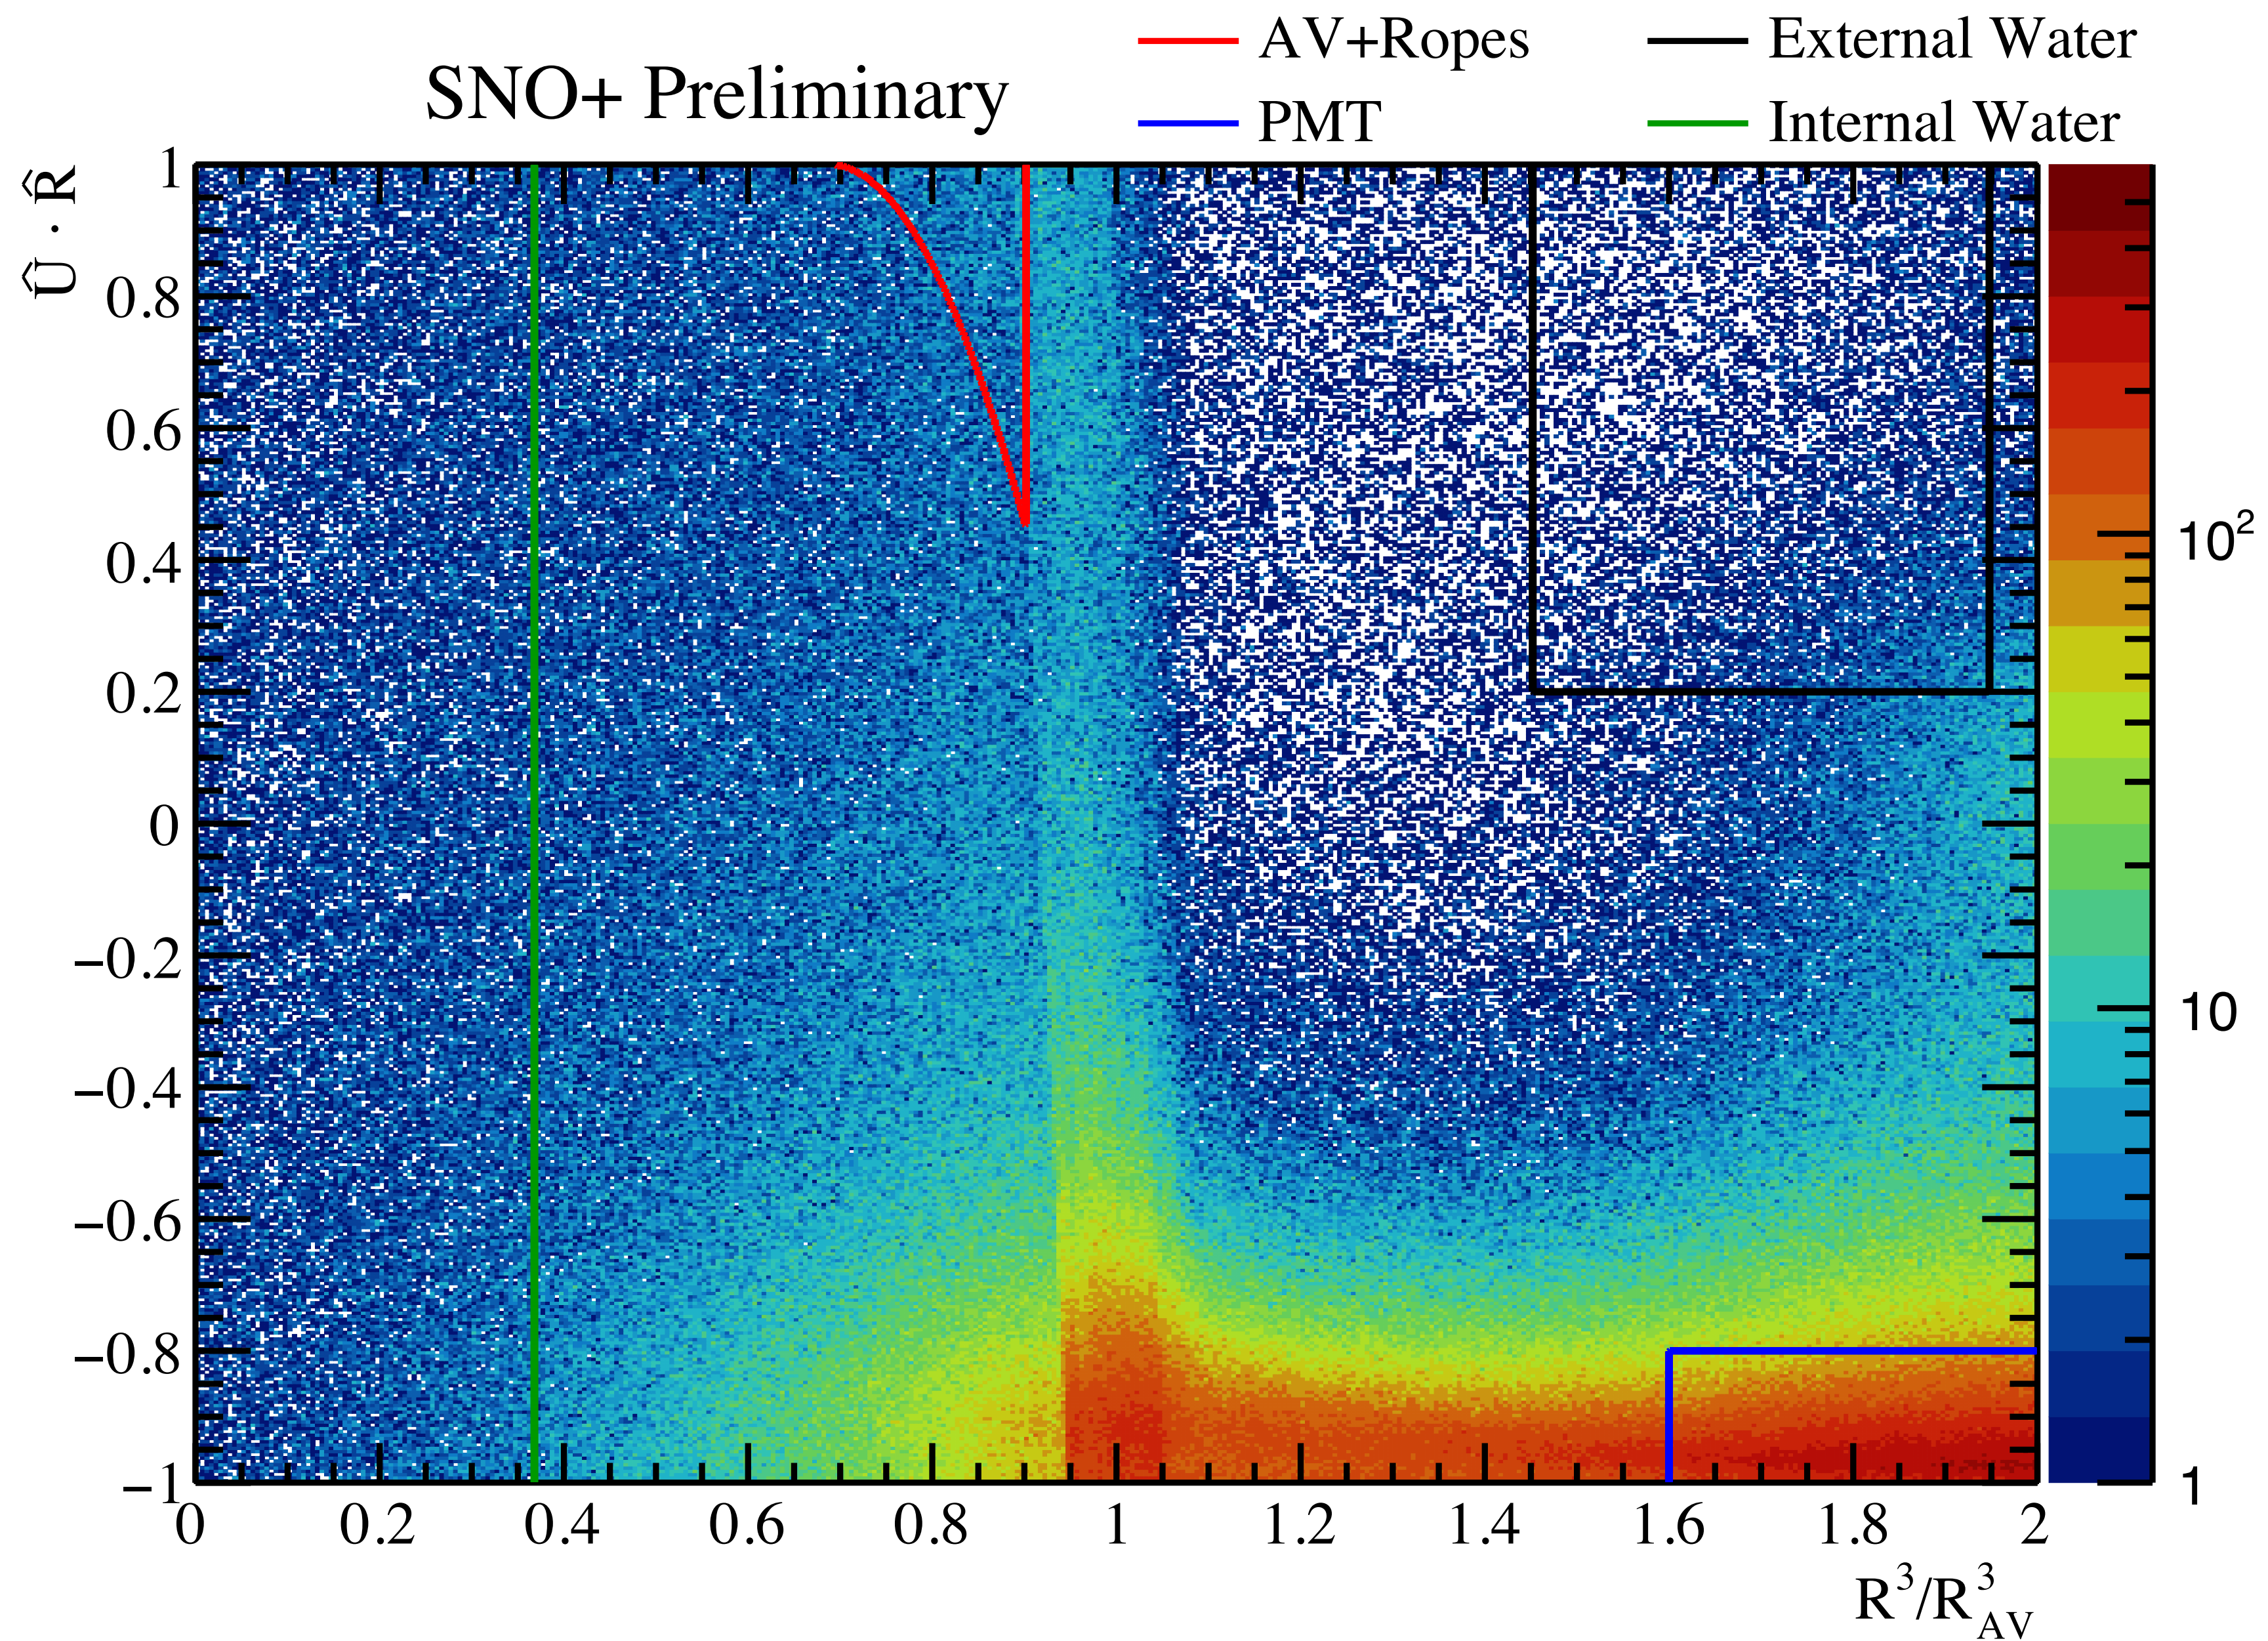 SNO+ Preliminary
AV+Ropes
External Water
PMT
Internal Water
Û · R̂
1
0.8
0.6
0.4
0.2
0
−0.2
−0.4
−0.6
−0.8
−1
0 0.2 0.4 0.6 0.8 1 1.2 1.4 1.6 1.8 2
R³/R³_AV
10²
10
1